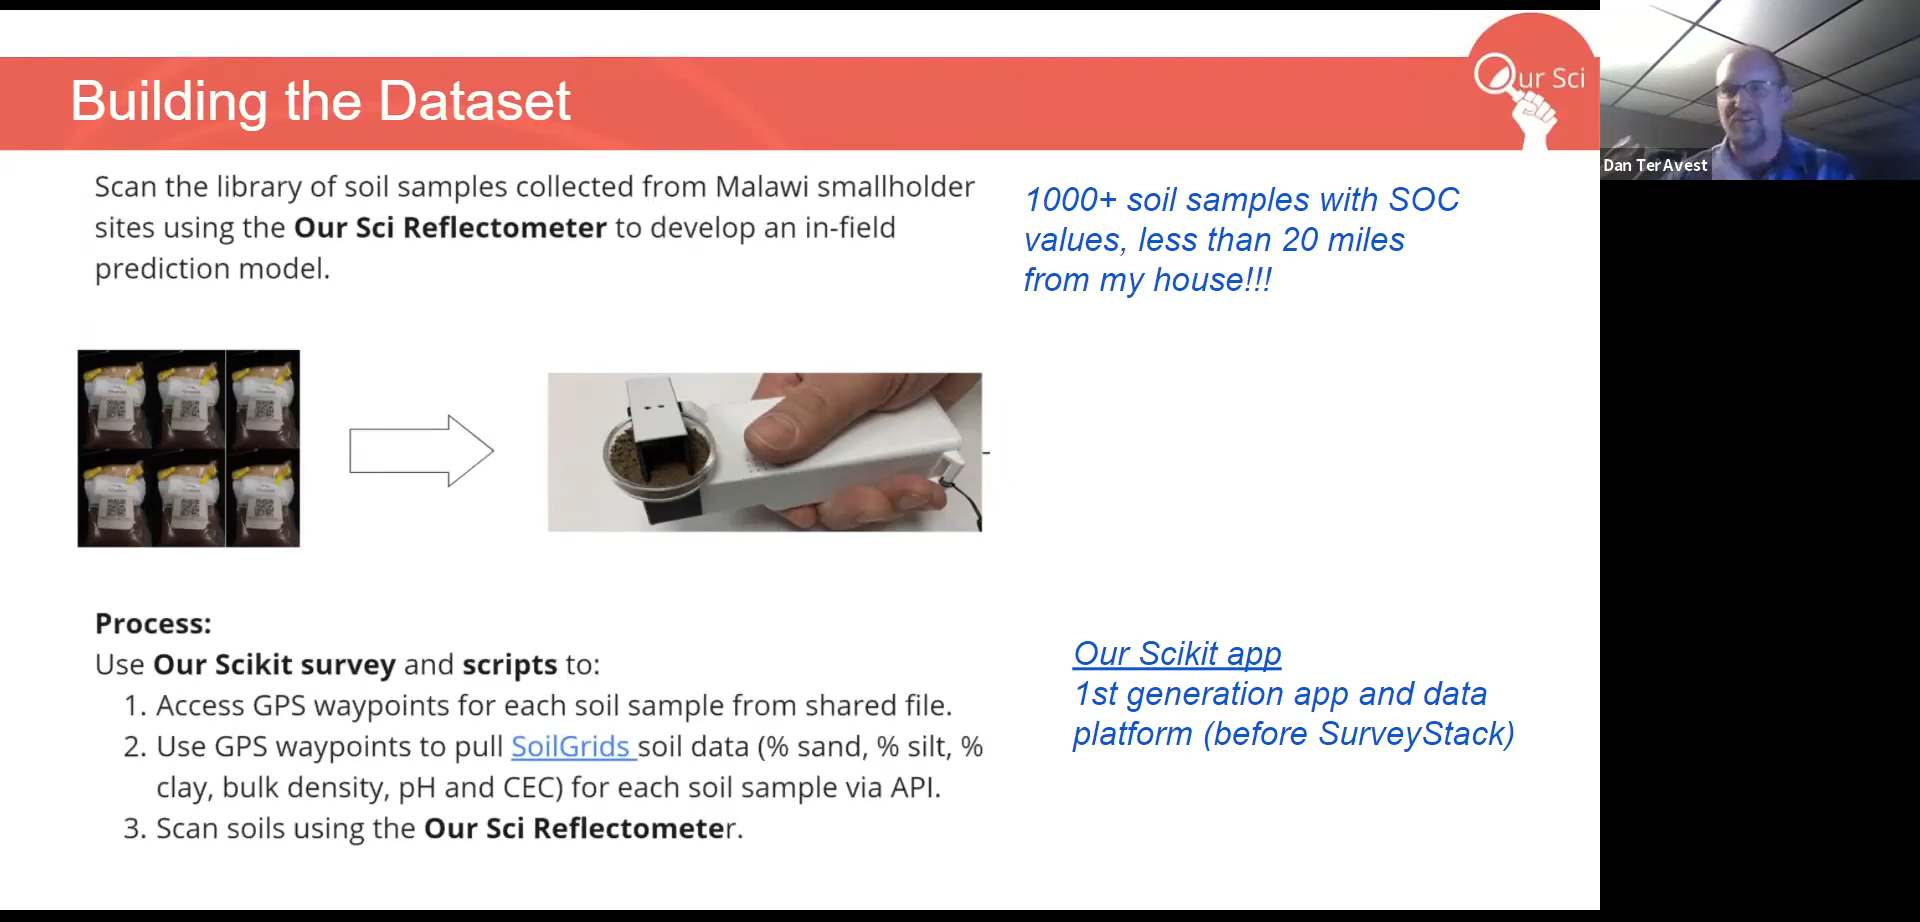 Building the Dataset
Our Sci
Dan TerAvest
Scan the library of soil samples collected from Malawi smallholder
sites using the Our Sci Reflectometer to develop an in-field
prediction model.
1000+ soil samples with SOC
values, less than 20 miles
from my house!!!
Process:
Use Our Scikit survey and scripts to:
1. Access GPS waypoints for each soil sample from shared file.
2. Use GPS waypoints to pull SoilGrids soil data (% sand, % silt, %
clay, bulk density, pH and CEC) for each soil sample via API.
3. Scan soils using the Our Sci Reflectometer.
Our Scikit app
1st generation app and data
platform (before SurveyStack)